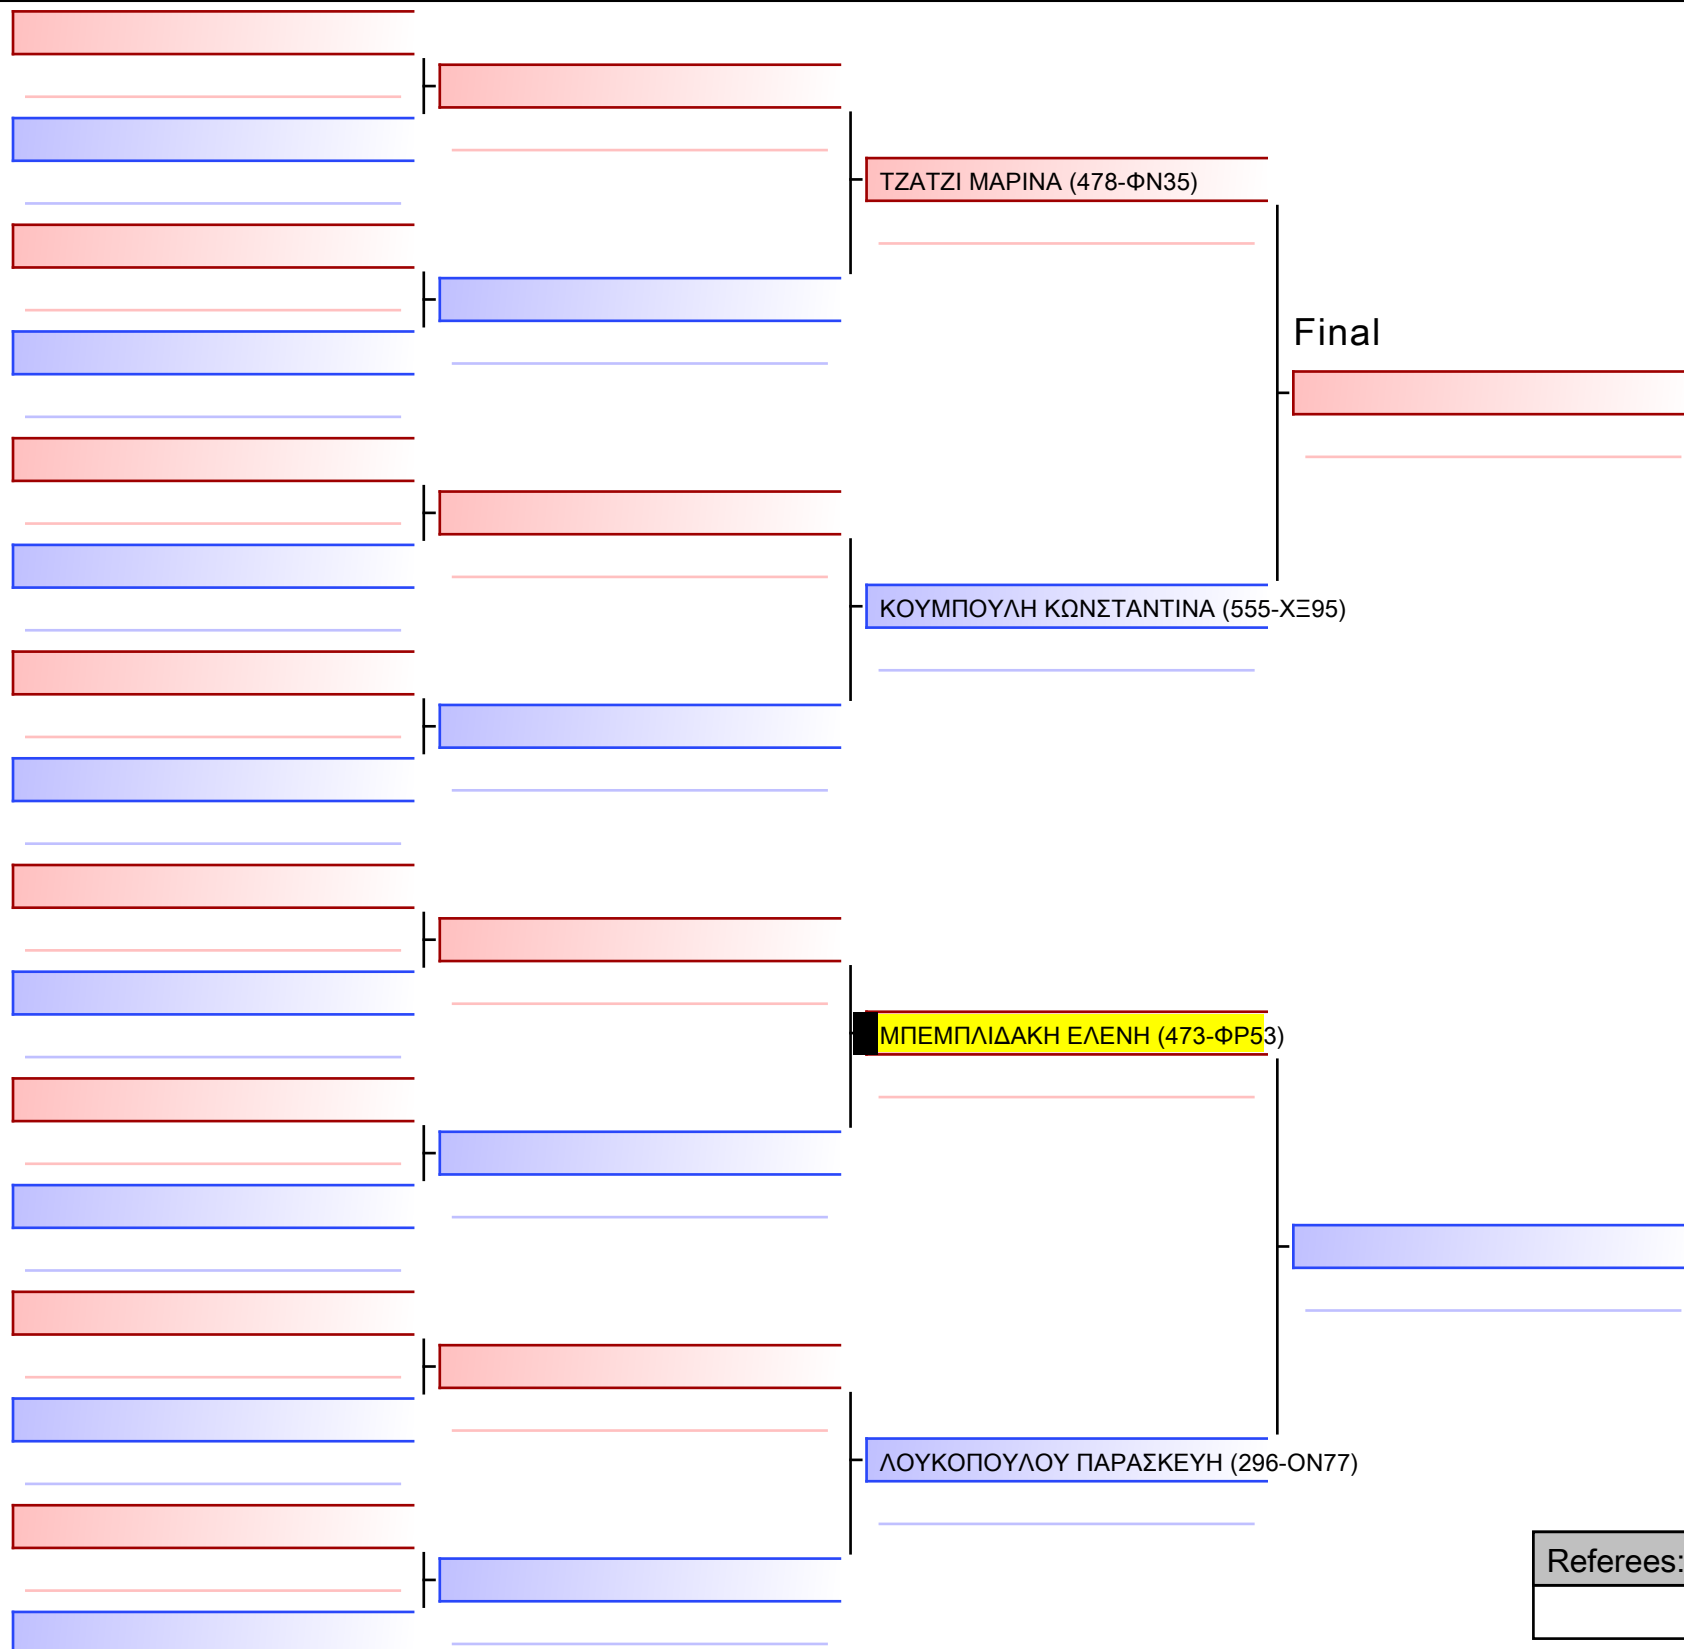 ΤΖΑΤΖΙ ΜΑΡΙΝΑ (478-ΦΝ35)
Final
ΚΟΥΜΠΟΥΛΗ ΚΩΝΣΤΑΝΤΙΝΑ (555-ΧΞ95)
ΜΠΕΜΠΛΙΔΑΚΗ ΕΛΕΝΗ (473-ΦΡ53)
ΛΟΥΚΟΠΟΥΛΟΥ ΠΑΡΑΣΚΕΥΗ (296-ΟΝ77)
Referees: